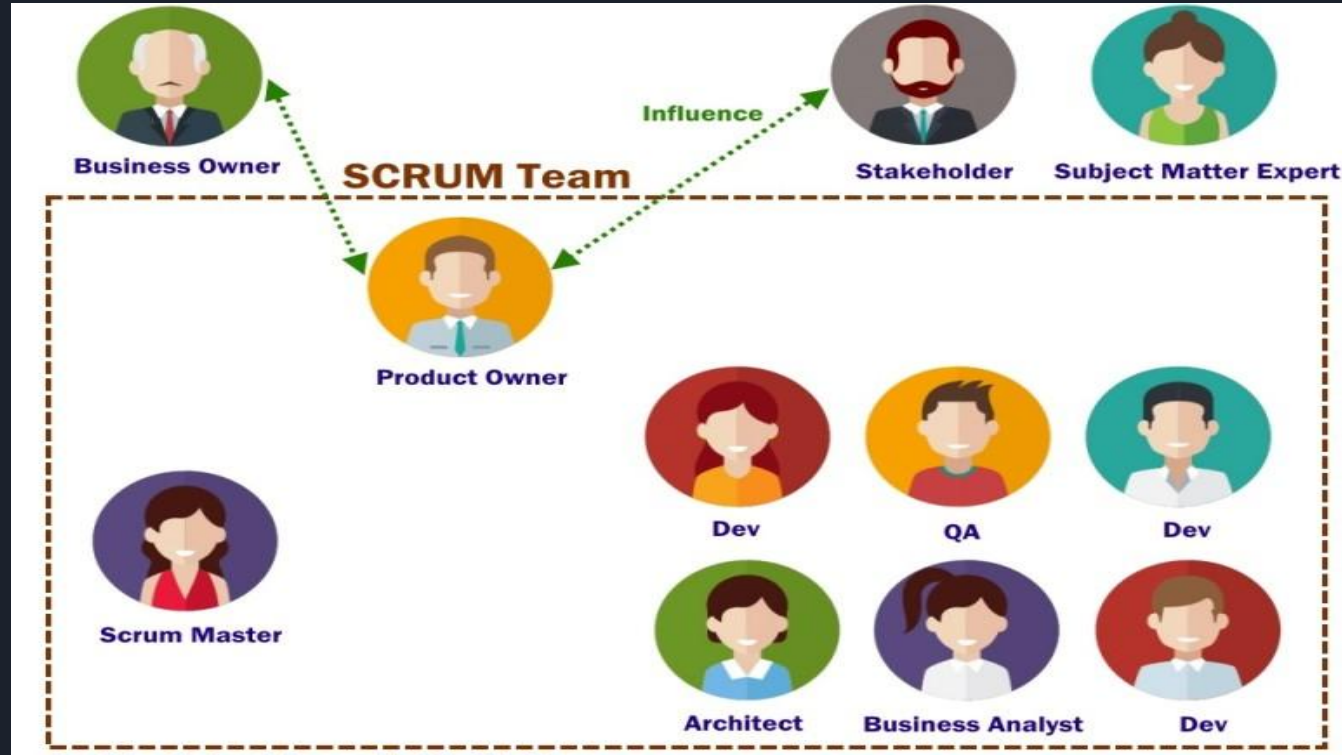 Influence
Business Owner
SCRUM Team
Stakeholder
Subject Matter Expert
Product Owner
Dev
QA
Dev
Scrum Master
Architect
Business Analyst
Dev